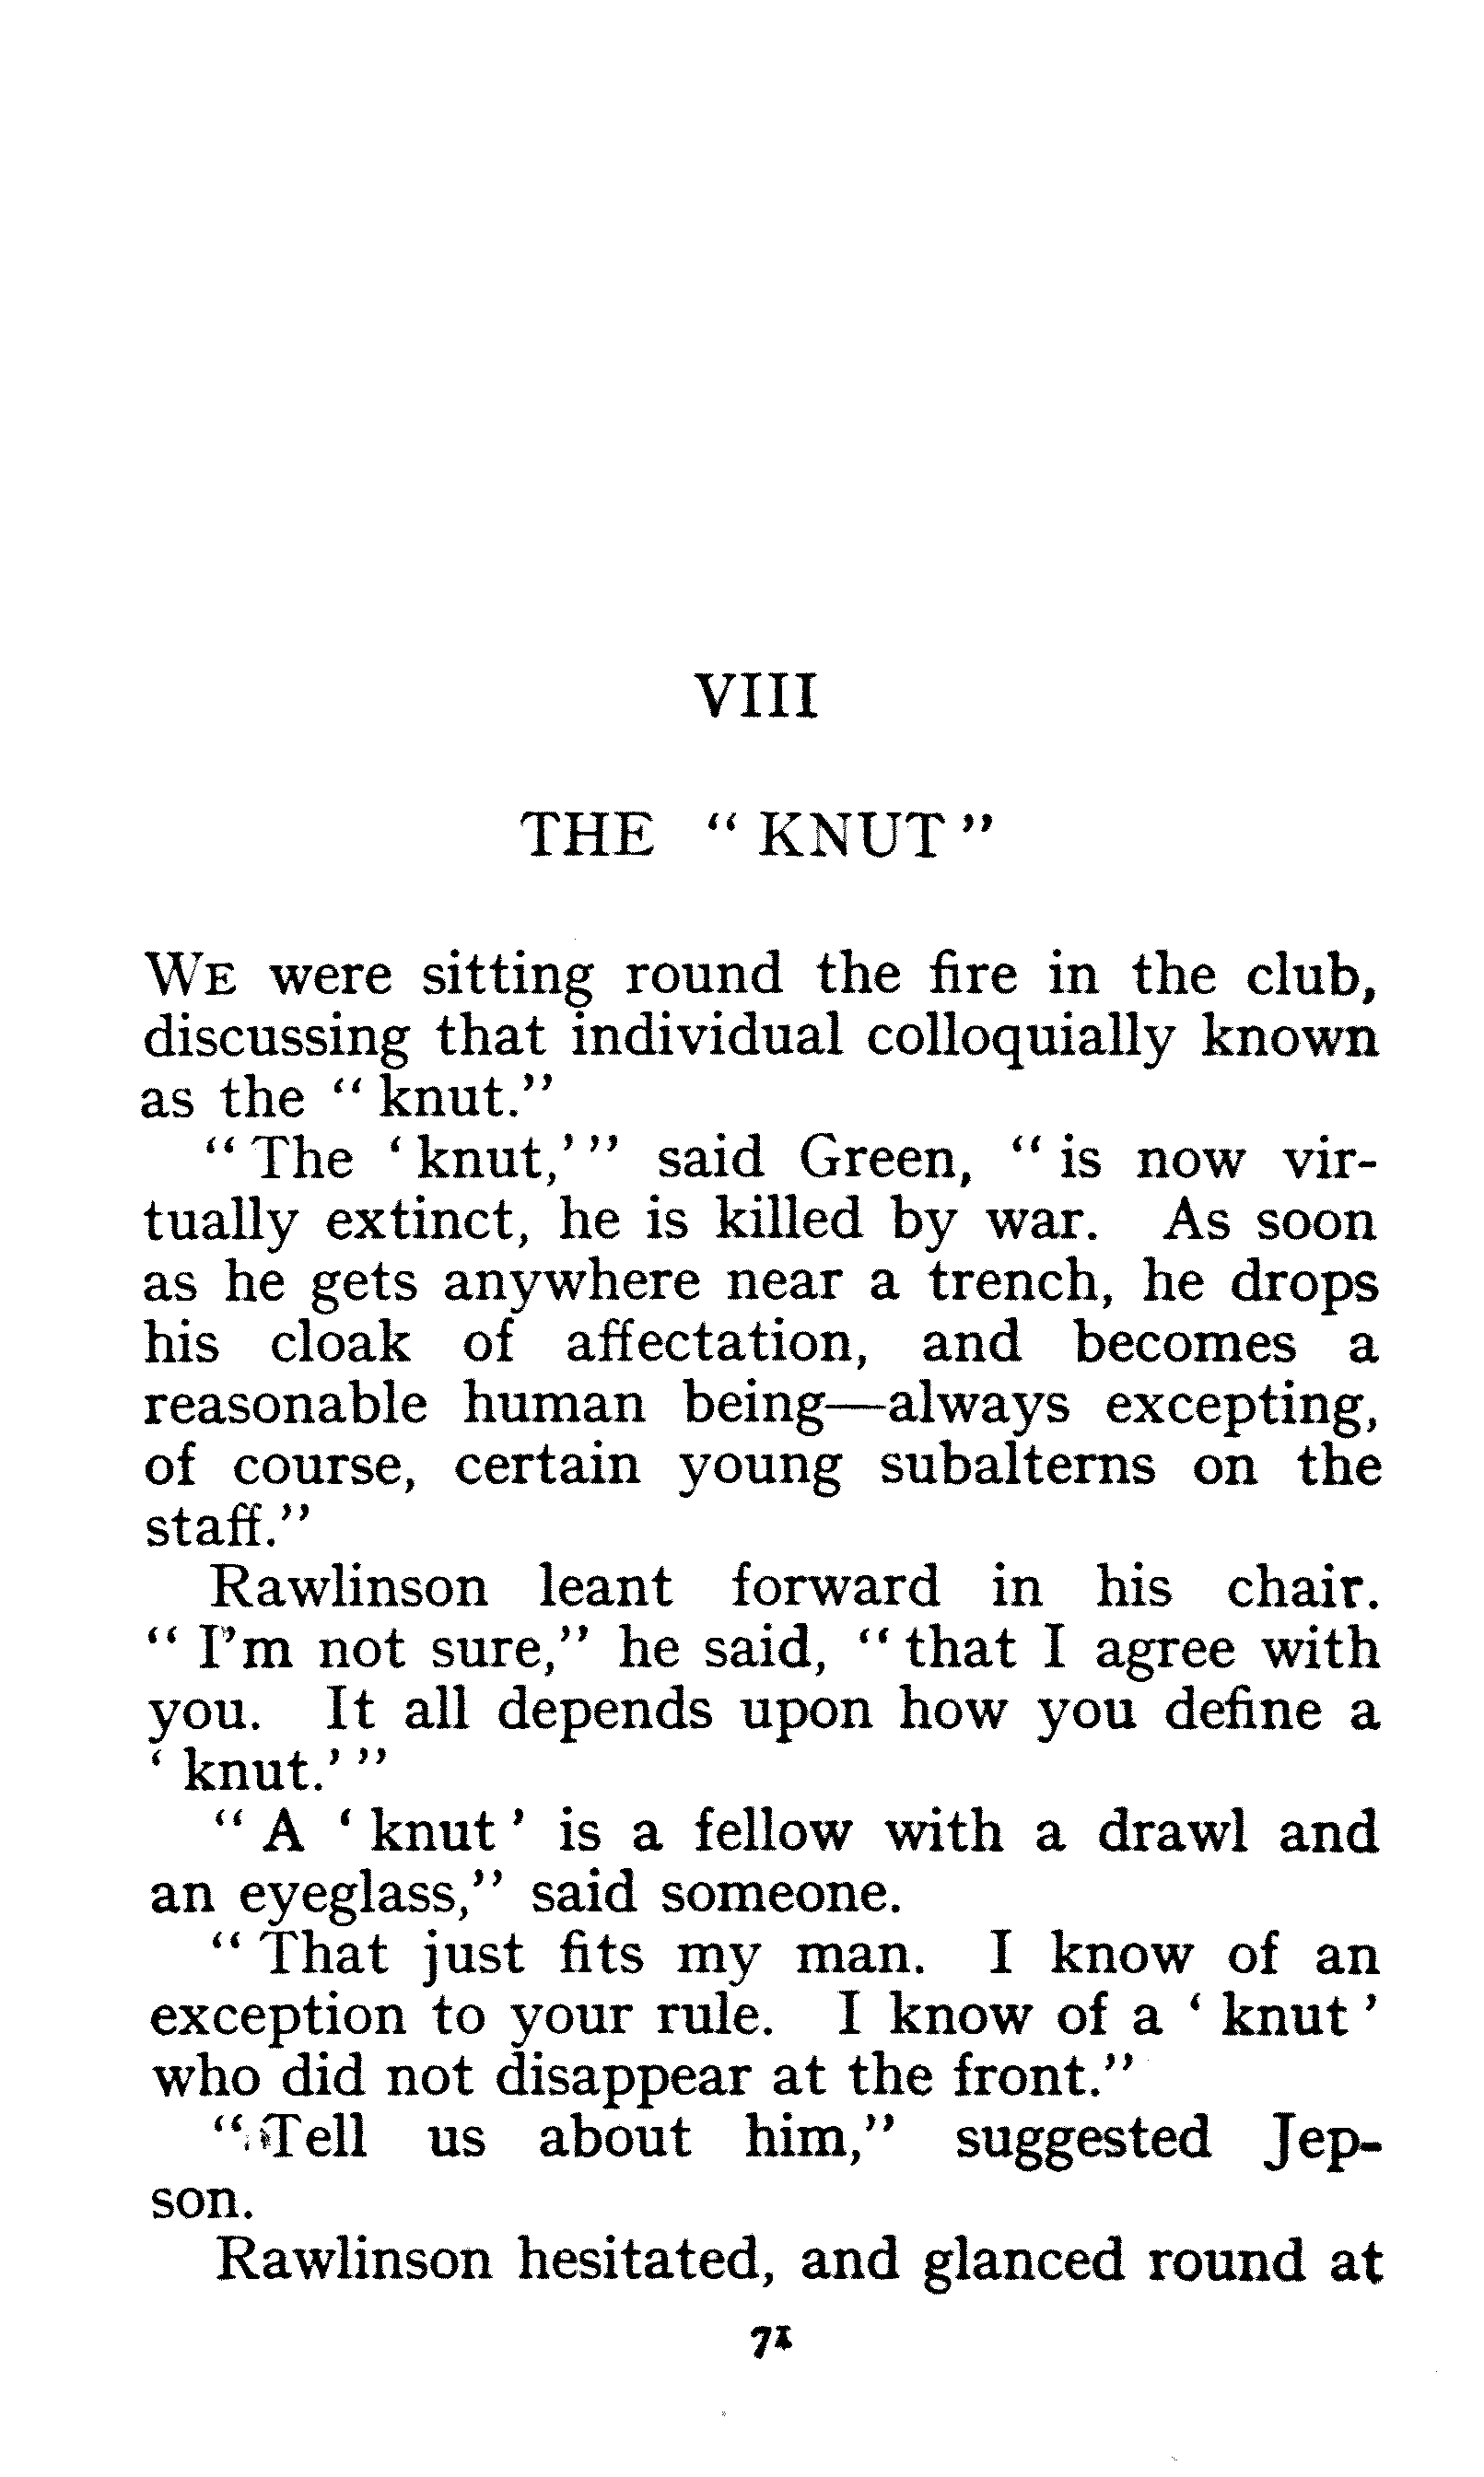 VIII
THE “ KNUT ”
WE were sitting round the fire in the club,
discussing that individual colloquially known
as the “ knut.”
“ The ‘ knut,’ ” said Green, “ is now vir-
tually extinct, he is killed by war. As soon
as he gets anywhere near a trench, he drops
his cloak of affectation, and becomes a
reasonable human being—always excepting,
of course, certain young subalterns on the
staff.”
Rawlinson leant forward in his chair.
“ I’m not sure,” he said, “ that I agree with
you. It all depends upon how you define a
‘ knut.’ ”
“ A ‘ knut ’ is a fellow with a drawl and
an eyeglass,” said someone.
“ That just fits my man. I know of an
exception to your rule. I know of a ‘ knut ’
who did not disappear at the front.”
“ Tell us about him,” suggested Jep-
son.
Rawlinson hesitated, and glanced round at
71